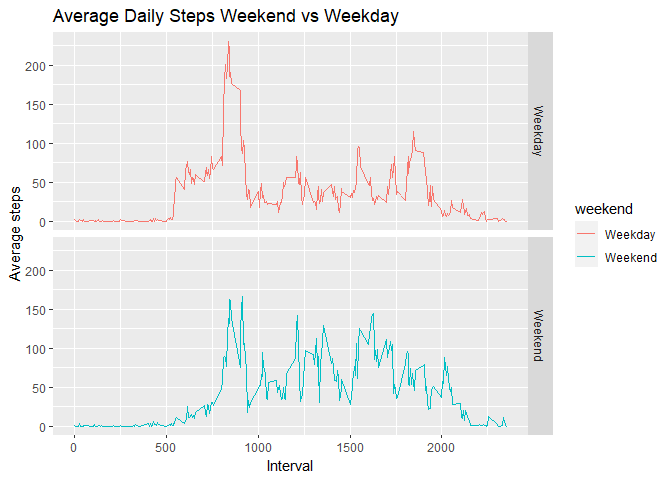 Average Daily Steps Weekend vs Weekday
200
150
100
50
0
Weekday
200
150
100
50
0
Weekend
0
500
1000
1500
2000
Interval
Average steps
weekend
Weekday
Weekend